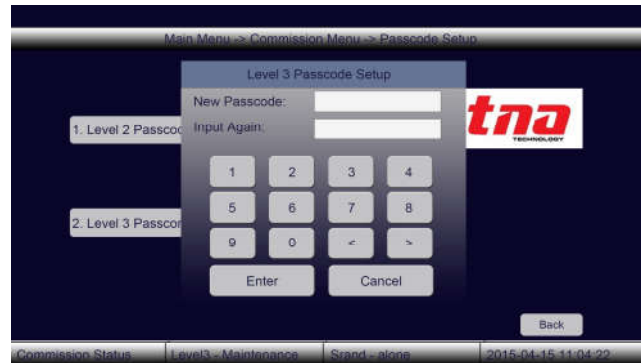 Main Menu -> Commission Menu -> Passcode Setup
Level 3 Passcode Setup
New Passcode:
Input Again:
tna
TECHNOLOGY
1. Level 2 Passcod
1 2 3 4
5 6 7 8
2. Level 3 Passcod
9 0 < >
Enter Cancel
Back
Commission Status Level3 - Maintenance Srand - alone 2015-04-15 11:04:22